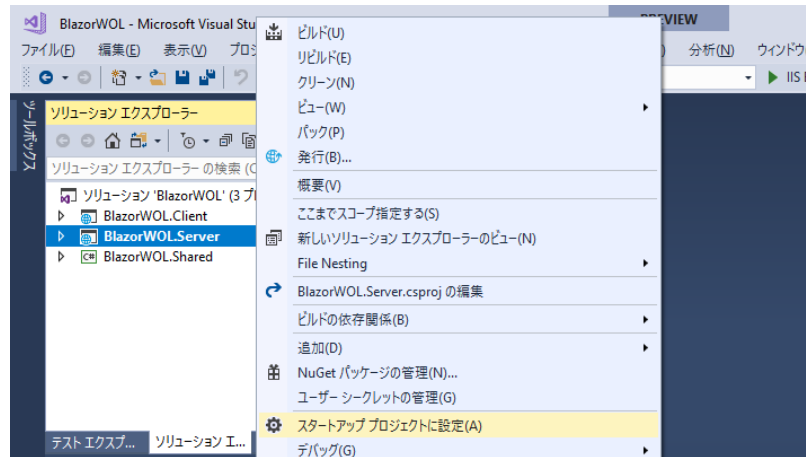 BlazorWOL - Microsoft Visual Stu
PREVIEW
ファイル(F) 編集(E) 表示(V) プロジ
分析(N) ウィンドウ
IIS
ツールボックス
ソリューション エクスプローラー
ソリューション エクスプローラー の検索 (C
ソリューション 'BlazorWOL' (3 プ
BlazorWOL.Client
BlazorWOL.Server
C# BlazorWOL.Shared
テスト エクスプ... ソリューション エ...
ビルド(U)
リビルド(E)
クリーン(N)
ビュー(W)
パック(P)
発行(B)...
概要(V)
ここまでスコープ指定する(S)
新しいソリューション エクスプローラーのビュー(N)
File Nesting
BlazorWOL.Server.csproj の編集
ビルドの依存関係(B)
追加(D)
NuGet パッケージの管理(N)...
ユーザー シークレットの管理(G)
スタートアップ プロジェクトに設定(A)
デバッグ(G)